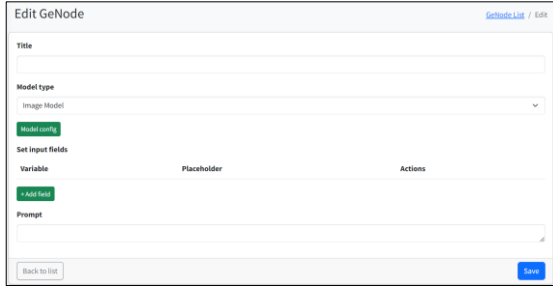 Edit GeNode
GeNode List / Edit
Title
Model type
Image Model
Model config
Set input fields
Variable Placeholder Actions
+ Add field
Prompt
Back to list Save